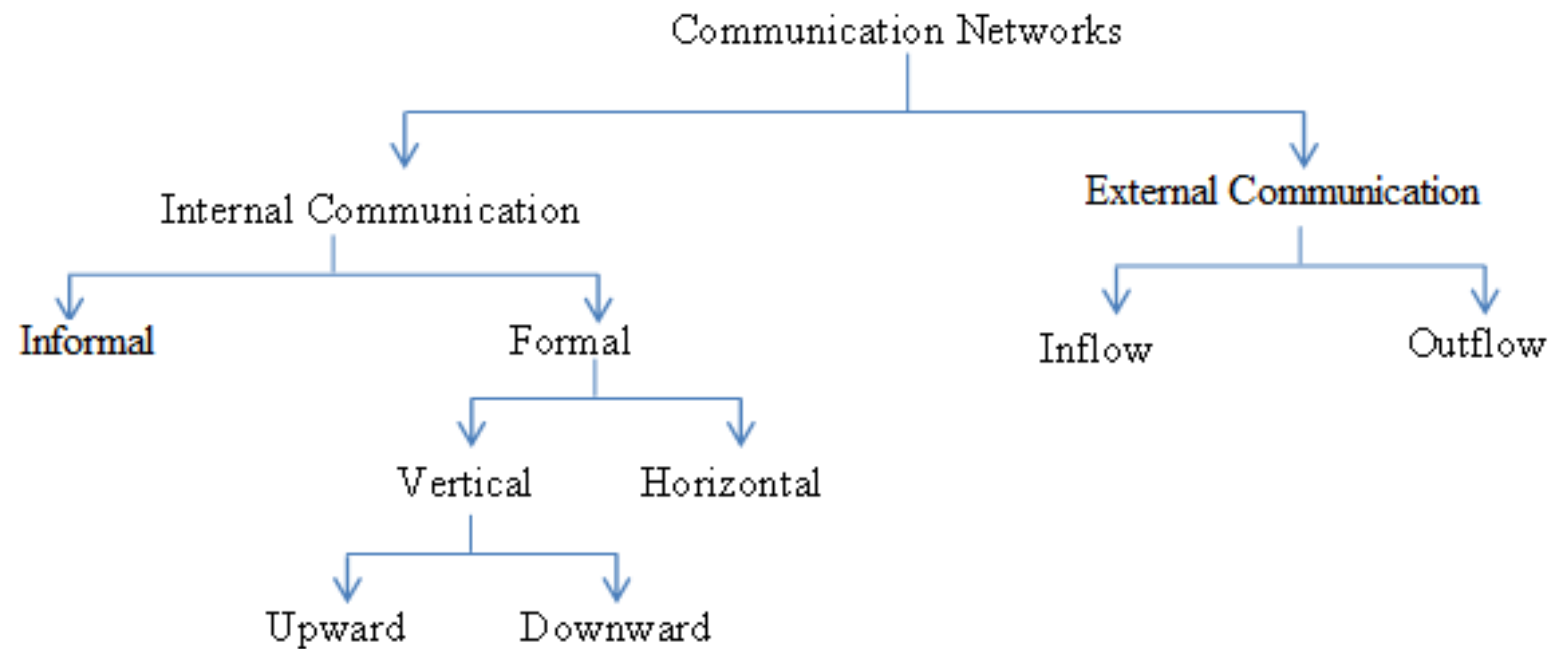 Communication Networks
Internal Communication
External Communication
Informal
Formal
Inflow
Outflow
Vertical
Horizontal
Upward
Downward